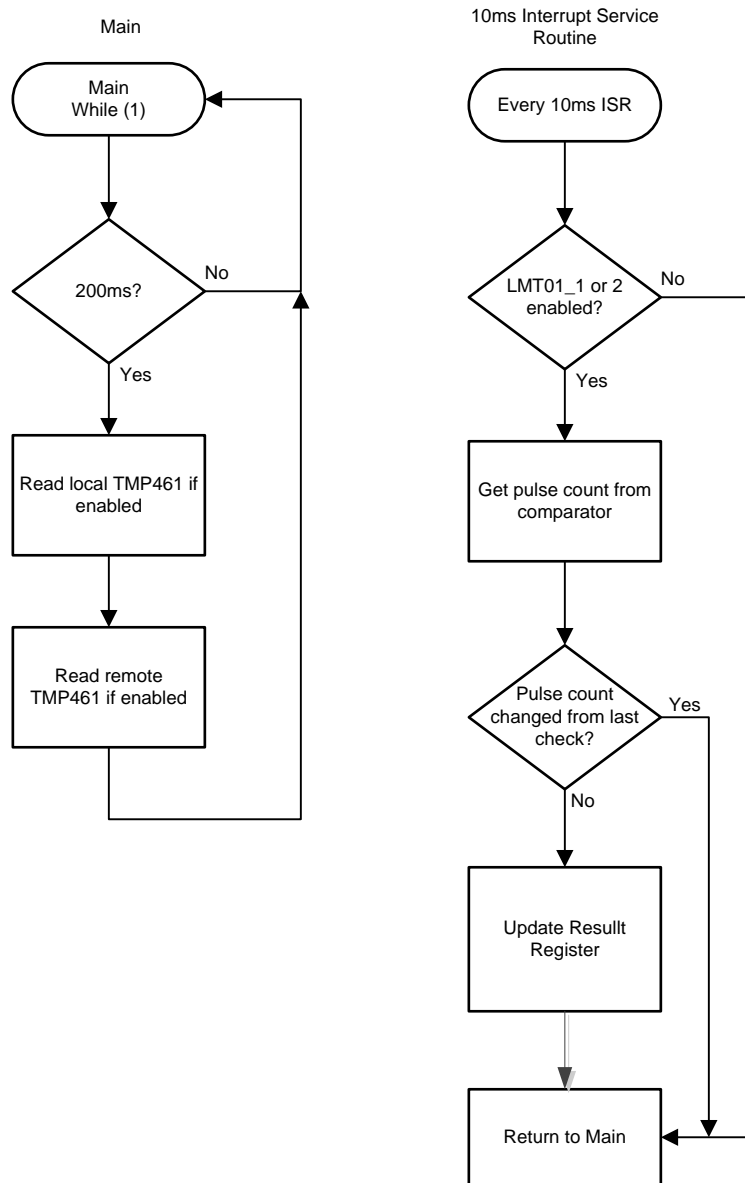 Main
Main
While (1)
200ms?
No
Yes
Read local TMP461 if
enabled
Read remote
TMP461 if enabled
10ms Interrupt Service
Routine
Every 10ms ISR
LMT01_1 or 2
enabled?
No
Yes
Get pulse count from
comparator
Pulse count
changed from last
check?
Yes
No
Update Resullt
Register
Return to Main